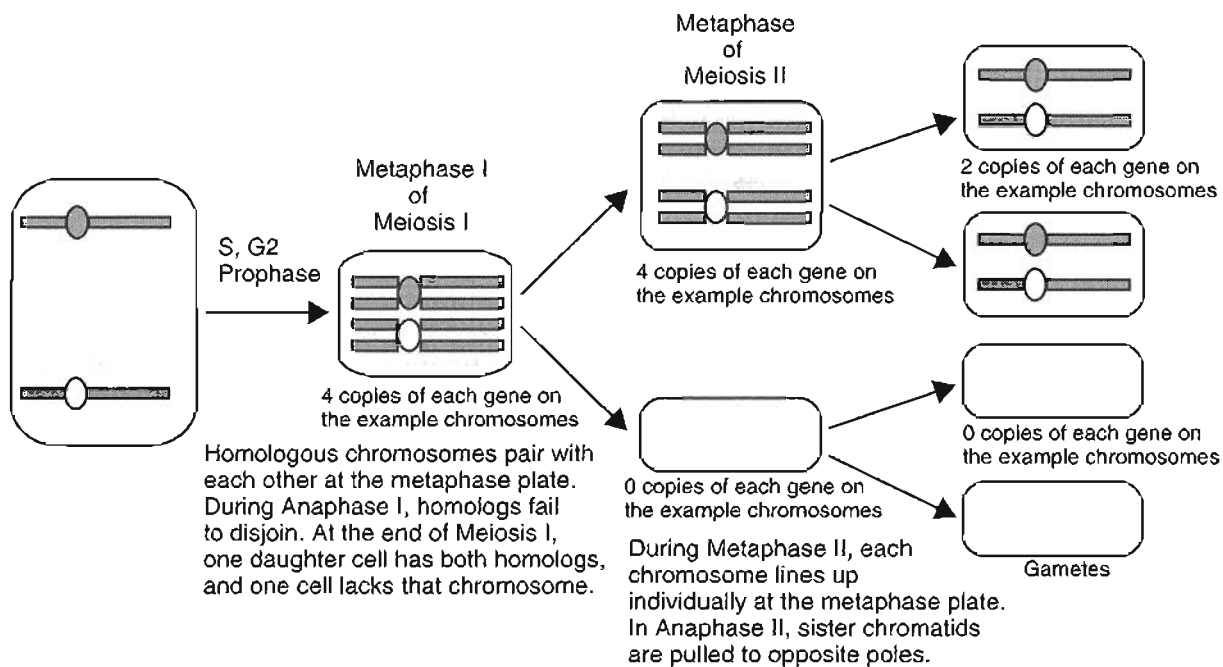 S, G2
Prophase
Metaphase I
of
Meiosis I
4 copies of each gene on
the example chromosomes
Homologous chromosomes pair with
each other at the metaphase plate.
During Anaphase I, homologs fail
to disjoin. At the end of Meiosis I,
one daughter cell has both homologs,
and one cell lacks that chromosome.
Metaphase
of
Meiosis II
4 copies of each gene on
the example chromosomes
0 copies of each gene on
the example chromosomes
During Metaphase II, each
chromosome lines up
individually at the metaphase plate.
In Anaphase II, sister chromatids
are pulled to opposite poles.
2 copies of each gene on
the example chromosomes
0 copies of each gene on
the example chromosomes
Gametes